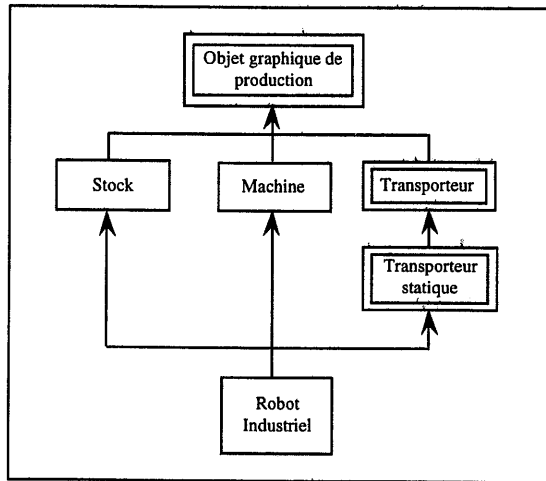 Objet graphique de
production
Stock
Machine
Transporteur
Transporteur
statique
Robot
Industriel